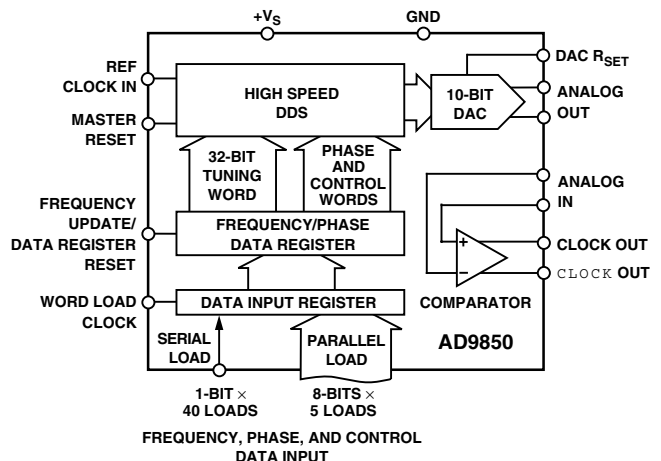 +VS
GND
REF
CLOCK IN
MASTER
RESET
FREQUENCY
UPDATE/
DATA REGISTER
RESET
WORD LOAD
CLOCK
HIGH SPEED
DDS
32-BIT
TUNING
WORD
PHASE
AND
CONTROL
WORDS
FREQUENCY/PHASE
DATA REGISTER
DATA INPUT REGISTER
SERIAL
LOAD
PARALLEL
LOAD
10-BIT
DAC
DAC RSET
ANALOG
OUT
ANALOG
IN
+
–
CLOCK OUT
CLOCK OUT
COMPARATOR
AD9850
1-BIT ×
40 LOADS
8-BITS ×
5 LOADS
FREQUENCY, PHASE, AND CONTROL
DATA INPUT